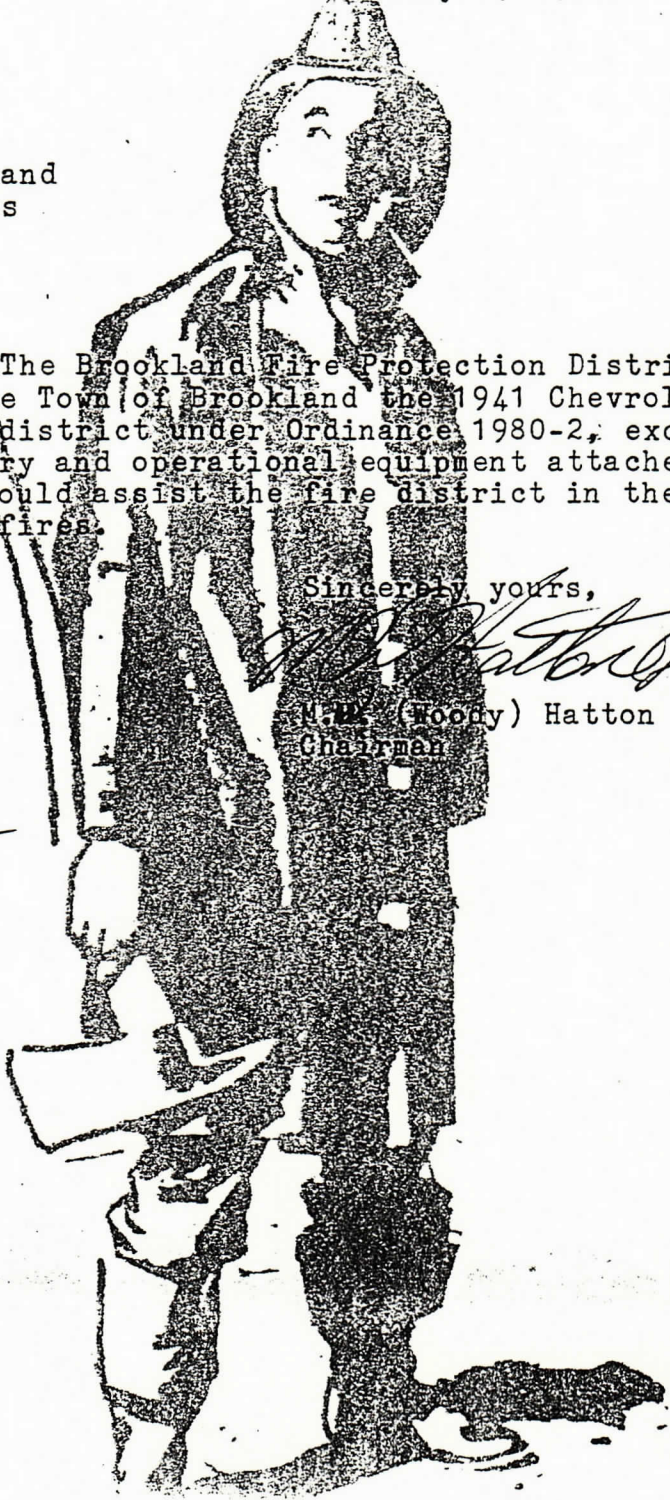 and
s
The Brookland Fire Protection Distri
e Town of Brookland the 1941 Chevrol
district under Ordinance 1980-2, exc
ry and operational equipment attache
ould assist the fire district in the
fires.
Sincerely yours,
Hatton
M. (Woody) Hatton
Chairman